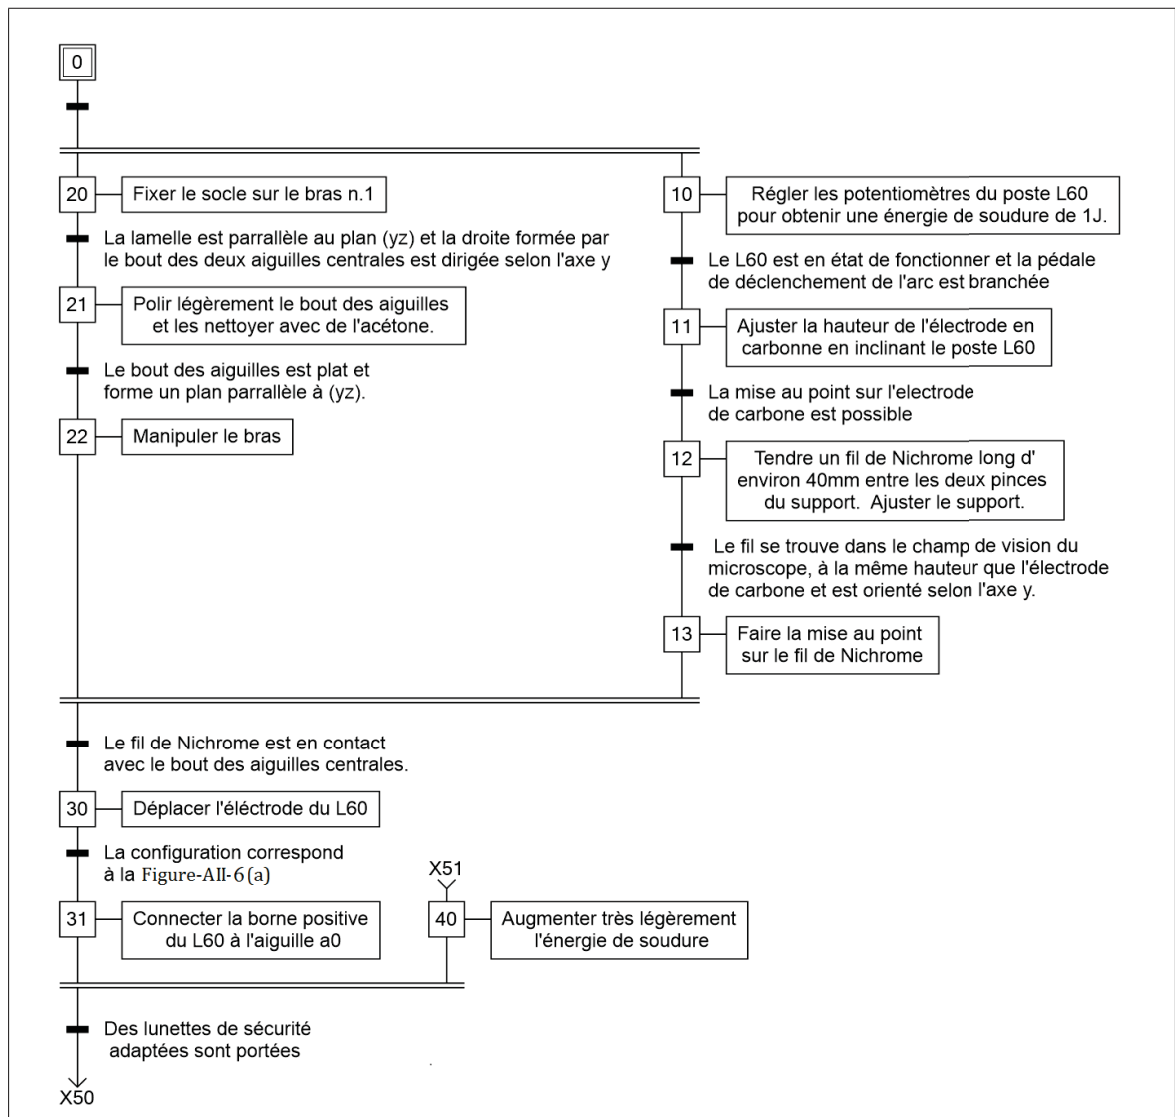 0
20
Fixer le socle sur le bras n.1
La lamelle est parrallèle au plan (yz) et la droite formée par
le bout des deux aiguilles centrales est dirigée selon l'axe y
21
Polir légèrement le bout des aiguilles
et les nettoyer avec de l'acétone.
Le bout des aiguilles est plat et
forme un plan parrallèle à (yz).
22
Manipuler le bras
10
Régler les potentiomètres du poste L60
pour obtenir une énergie de soudure de 1J.
Le L60 est en état de fonctionner et la pédale
de déclenchement de l'arc est branchée
11
Ajuster la hauteur de l'électrode en
carbonne en inclinant le poste L60
La mise au point sur l'electrode
de carbone est possible
12
Tendre un fil de Nichrome long d'
environ 40mm entre les deux pinces
du support. Ajuster le support.
Le fil se trouve dans le champ de vision du
microscope, à la même hauteur que l'électrode
de carbone et est orienté selon l'axe y.
13
Faire la mise au point
sur le fil de Nichrome
Le fil de Nichrome est en contact
avec le bout des aiguilles centrales.
30
Déplacer l'éléctrode du L60
La configuration correspond
à la Figure-AII-6(a)
31
Connecter la borne positive
du L60 à l'aiguille a0
X51
40
Augmenter très légèrement
l'énergie de soudure
Des lunettes de sécurité
adaptées sont portées
X50